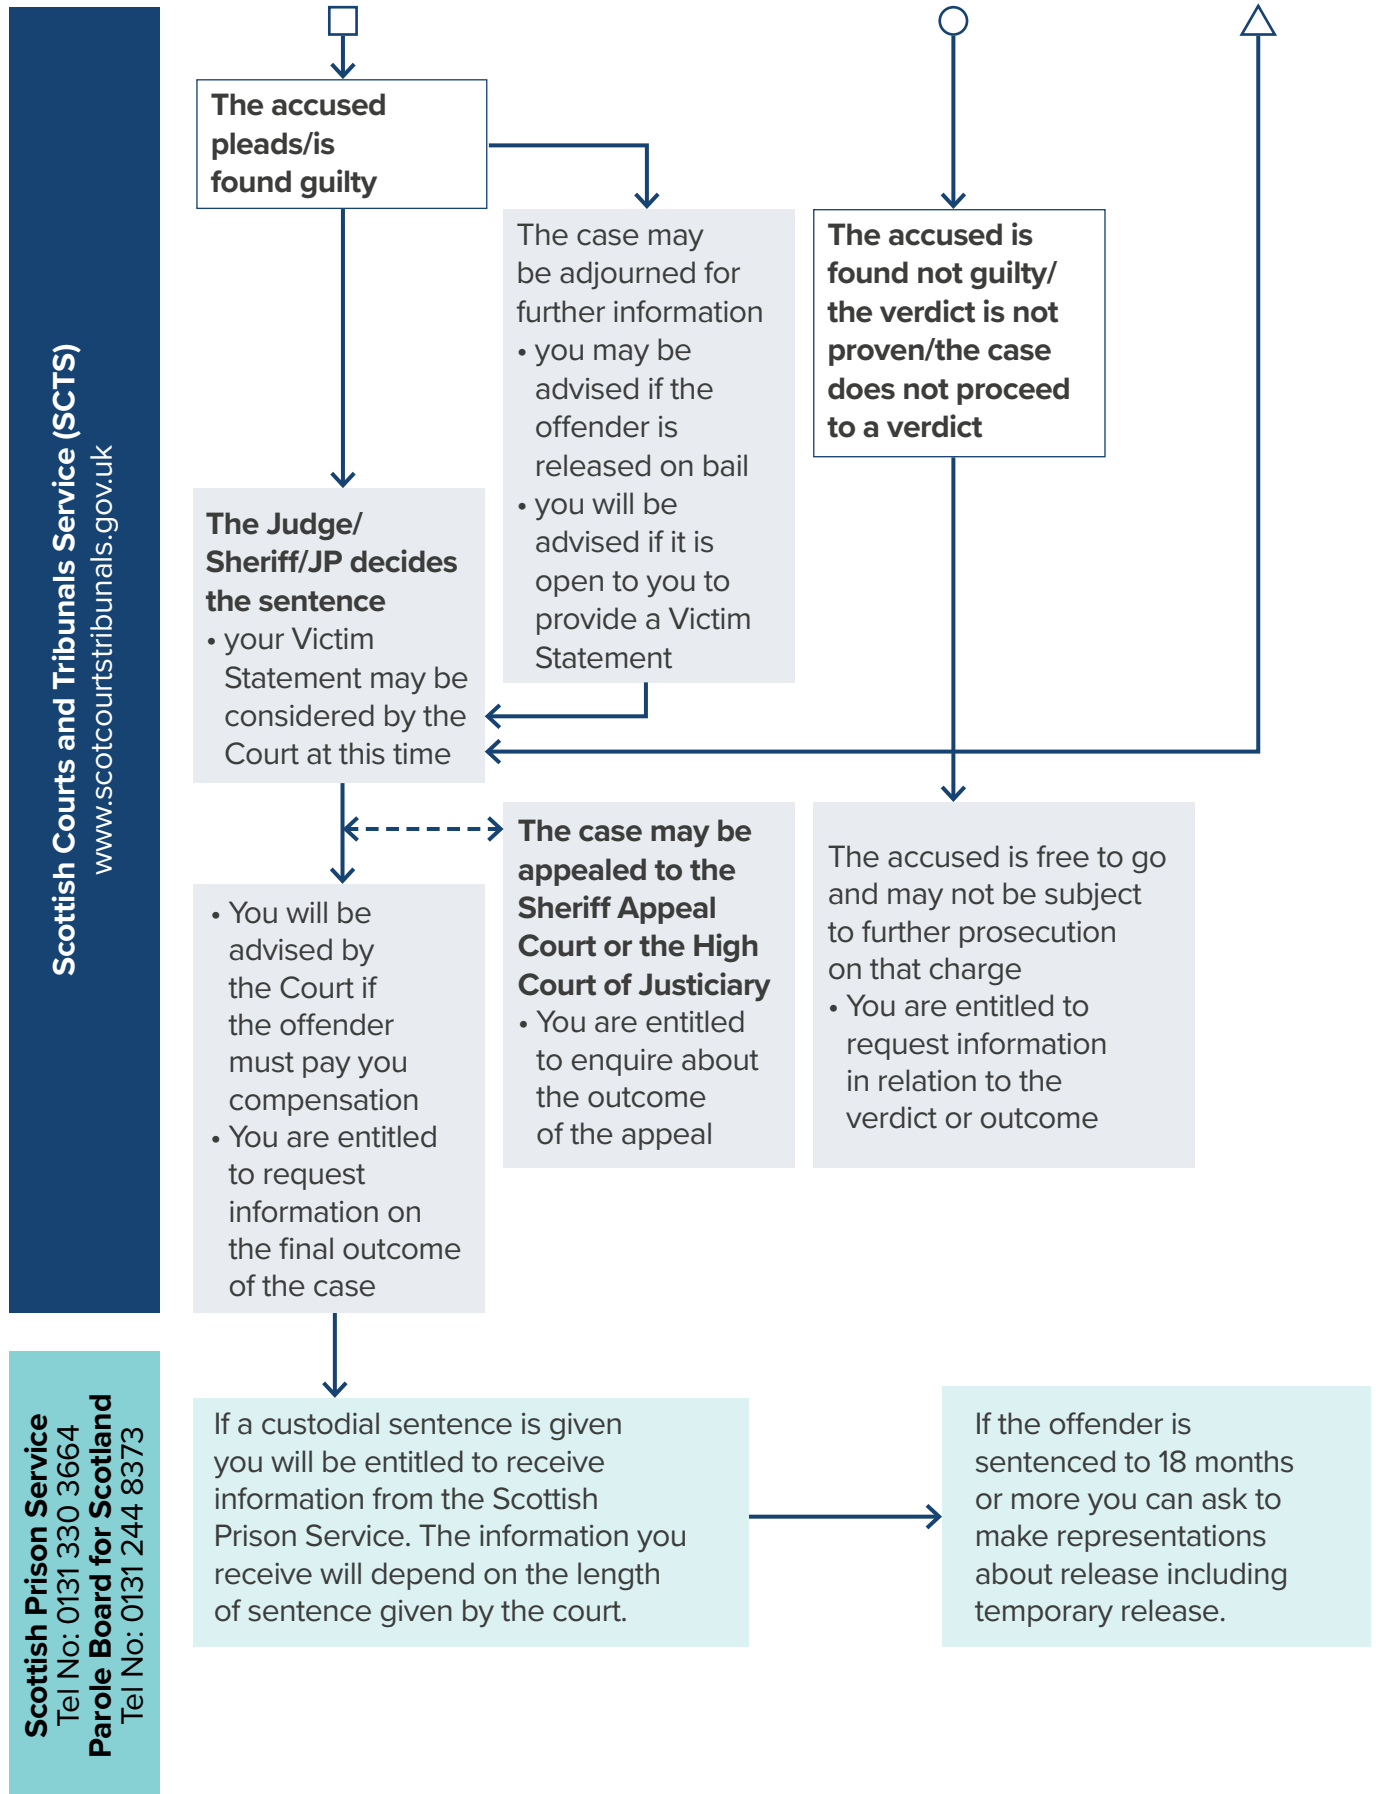 Scottish Courts and Tribunals Service (SCTS)
www.scotcourtstribunals.gov.uk
The accused
pleads/is
found guilty
The case may
be adjourned for
further information
• you may be
advised if the
offender is
released on bail
• you will be
advised if it is
open to you to
provide a Victim
Statement
The accused is
found not guilty/
the verdict is not
proven/the case
does not proceed
to a verdict
The Judge/
Sheriff/JP decides
the sentence
• your Victim
Statement may be
considered by the
Court at this time
The case may be
appealed to the
Sheriff Appeal
Court or the High
Court of Justiciary
• You are entitled
to enquire about
the outcome
of the appeal
The accused is free to go
and may not be subject
to further prosecution
on that charge
• You are entitled to
request information
in relation to the
verdict or outcome
• You will be
advised by
the Court if
the offender
must pay you
compensation
• You are entitled
to request
information on
the final outcome
of the case
Scottish Prison Service
Tel No: 0131 330 3664
Parole Board for Scotland
Tel No: 0131 244 8373
If a custodial sentence is given
you will be entitled to receive
information from the Scottish
Prison Service. The information you
receive will depend on the length
of sentence given by the court.
If the offender is
sentenced to 18 months
or more you can ask to
make representations
about release including
temporary release.